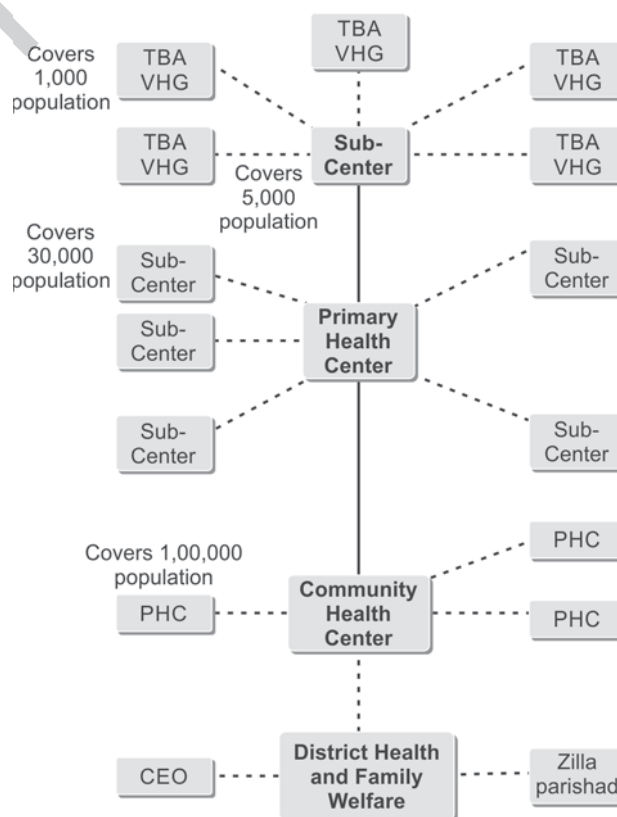 TBA
VHG
Covers
1,000
population
TBA
VHG
TBA
VHG
TBA
VHG
Sub-
Center
TBA
VHG
Covers
5,000
population
Covers
30,000
population
Sub-
Center
Sub-
Center
Primary
Health
Center
Sub-
Center
Sub-
Center
Sub-
Center
Covers 1,00,000
population
PHC
PHC
Community
Health
Center
PHC
District Health
and Family
Welfare
CEO
Zilla
parishad